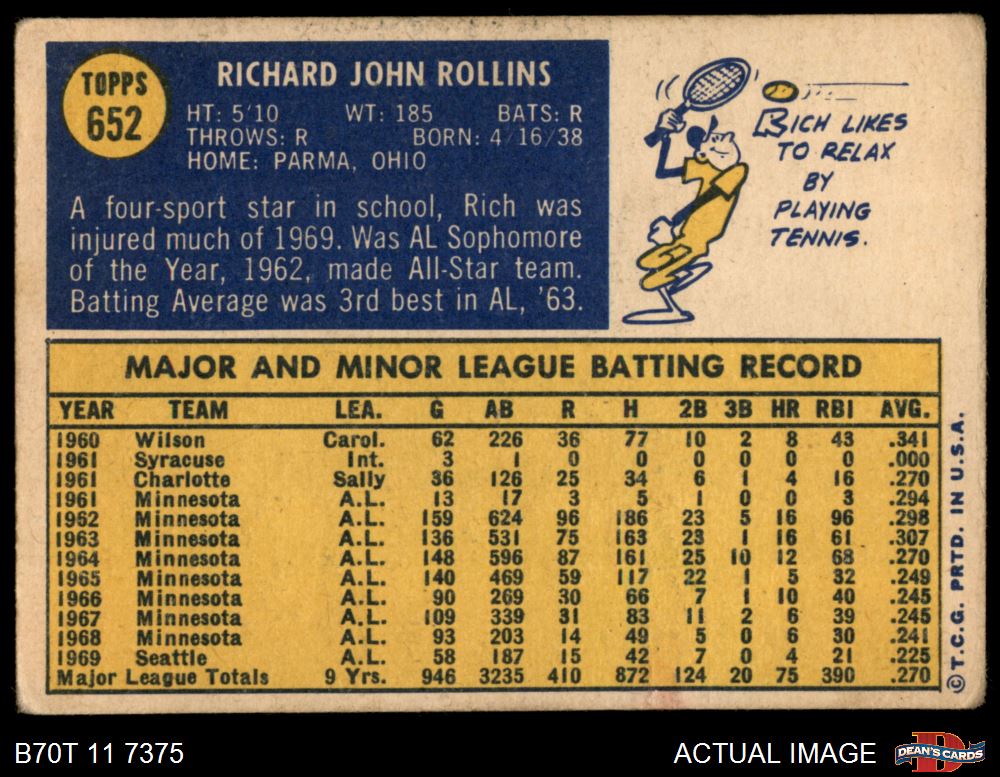 TOPPS
652
RICHARD JOHN ROLLINS
HT: 5'10 WT: 185 BATS: R
THROWS: R BORN: 4/16/38
HOME: PARMA, OHIO
A four-sport star in school, Rich was
injured much of 1969. Was AL Sophomore
of the Year, 1962, made All-Star team.
Batting Average was 3rd best in AL, '63.
RICH LIKES
TO RELAX
BY
PLAYING
TENNIS.
MAJOR AND MINOR LEAGUE BATTING RECORD
YEAR TEAM LEA. G AB R H 2B 3B HR RBI AVG.
1960 Wilson Carol. 62 226 36 77 10 2 8 43 .341
1961 Syracuse Int. 3 1 0 0 0 0 0 0 .000
1961 Charlotte Sally 36 126 25 34 6 1 4 16 .270
1961 Minnesota A.L. 13 17 3 5 1 0 0 3 .294
1962 Minnesota A.L. 159 624 96 186 23 5 16 96 .298
1963 Minnesota A.L. 136 531 75 163 23 1 16 61 .307
1964 Minnesota A.L. 148 596 87 161 25 10 12 68 .270
1965 Minnesota A.L. 140 469 59 117 22 1 5 32 .249
1966 Minnesota A.L. 90 269 30 66 7 1 10 40 .245
1967 Minnesota A.L. 109 339 31 83 11 2 6 39 .245
1968 Minnesota A.L. 93 203 14 49 5 0 6 30 .241
1969 Seattle A.L. 58 187 15 42 7 0 4 21 .225
Major League Totals 9 Yrs. 946 3235 410 872 124 20 75 390 .270
©T.C.G. PRTD. IN U.S.A.
B70T 11 7375
ACTUAL IMAGE
DEAN'S CARDS